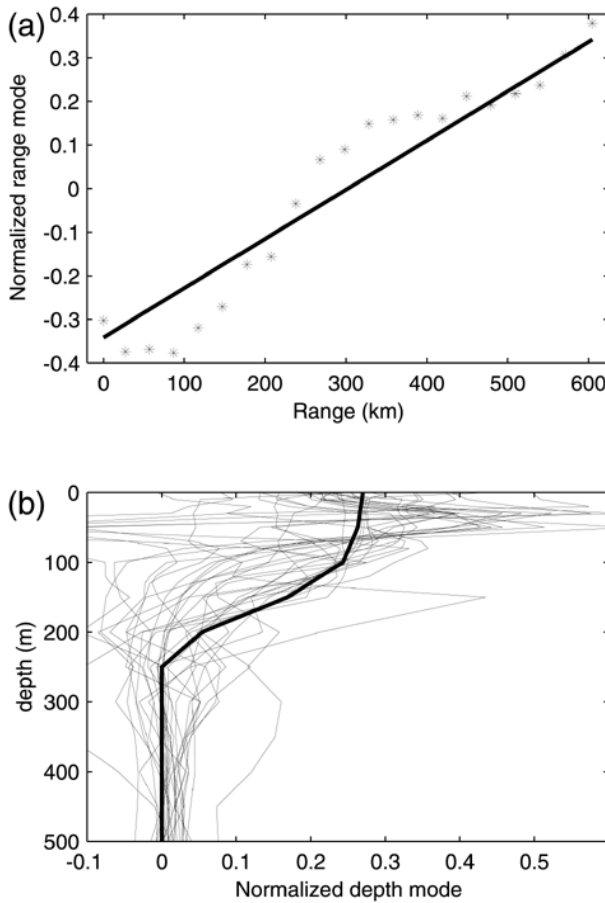 (a)
Normalized range mode
0.4
0.3
0.2
0.1
0
-0.1
-0.2
-0.3
-0.4
0 100 200 300 400 500 600
Range (km)
(b)
depth (m)
0
100
200
300
400
500
-0.1 0 0.1 0.2 0.3 0.4 0.5
Normalized depth mode